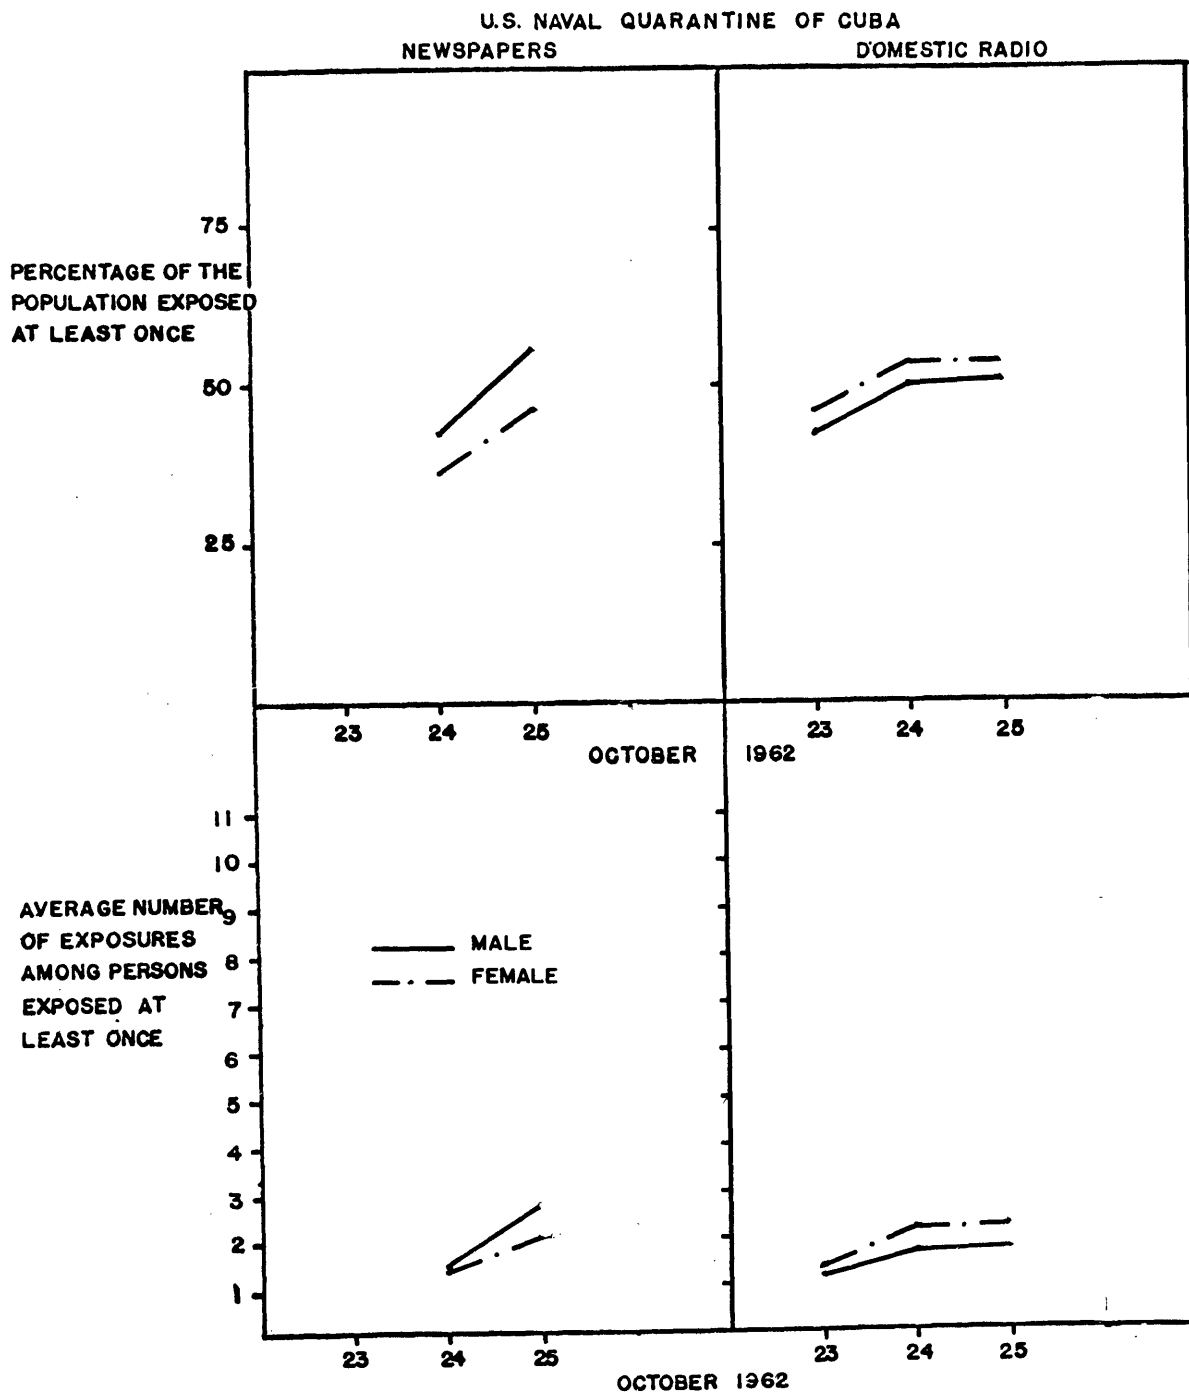 U.S. NAVAL QUARANTINE OF CUBA
NEWSPAPERS
DOMESTIC RADIO
75
PERCENTAGE OF THE
POPULATION EXPOSED
AT LEAST ONCE
50
25
23 24 25
23 24 25
OCTOBER 1962
11
10
9
8
7
6
5
4
3
2
1
AVERAGE NUMBER
OF EXPOSURES
AMONG PERSONS
EXPOSED AT
LEAST ONCE
MALE
FEMALE
23 24 25
23 24 25
OCTOBER 1962